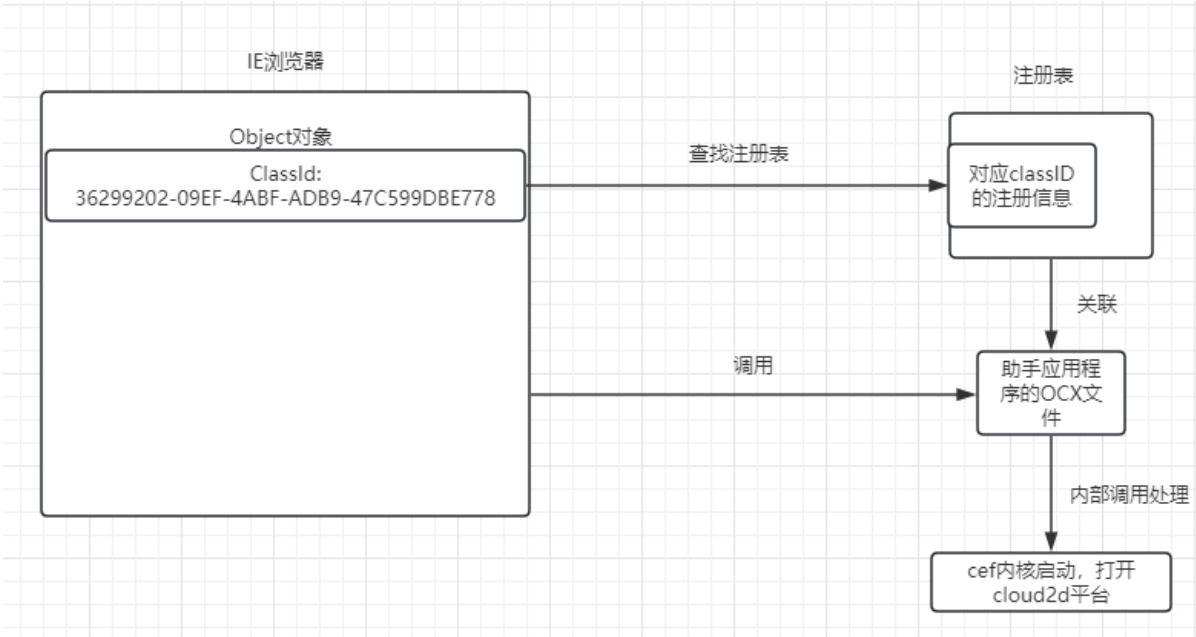 IE浏览器
注册表
Object对象
ClassId:
36299202-09EF-4ABF-ADB9-47C599DBE778
查找注册表
对应classID
的注册信息
关联
调用
助手应用程
序的OCX文
件
内部调用处理
cef内核启动，打开
cloud2d平台